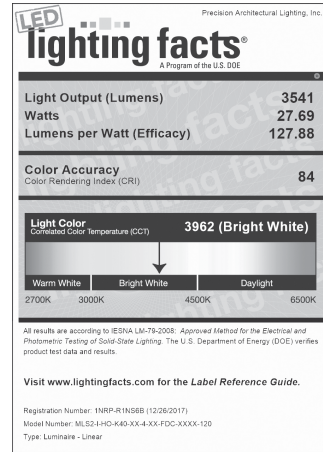 Precision Architectural Lighting, Inc.
LED
lighting facts®
A Program of the U.S. DOE
Light Output (Lumens) 3541
Watts 27.69
Lumens per Watt (Efficacy) 127.88
Color Accuracy
Color Rendering Index (CRI) 84
Light Color
Correlated Color Temperature (CCT) 3962 (Bright White)
Warm White Bright White Daylight
2700K 3000K 4500K 6500K
All results are according to IESNA LM-79-2008: Approved Method for the Electrical and
Photometric Testing of Solid-State Lighting. The U.S. Department of Energy (DOE) verifies
product test data and results.
Visit www.lightingfacts.com for the Label Reference Guide.
Registration Number: 1NRP-R1NS6B (12/26/2017)
Model Number: MLS2-I-HO-K40-XX-4-XX-FDC-XXXX-120
Type: Luminaire - Linear